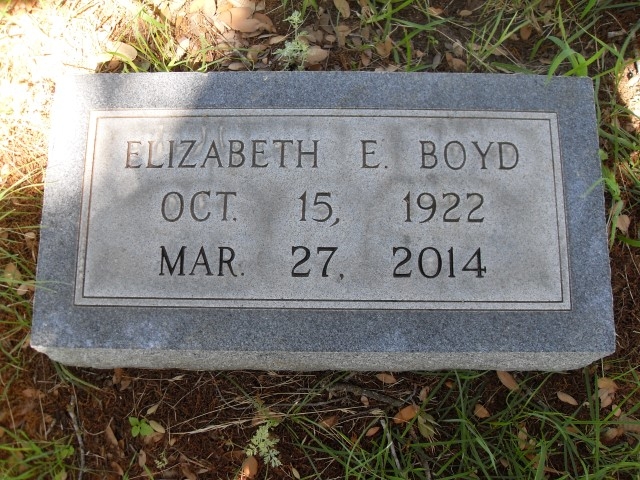 ELIZABETH E. BOYD
OCT. 15, 1922
MAR. 27, 2014